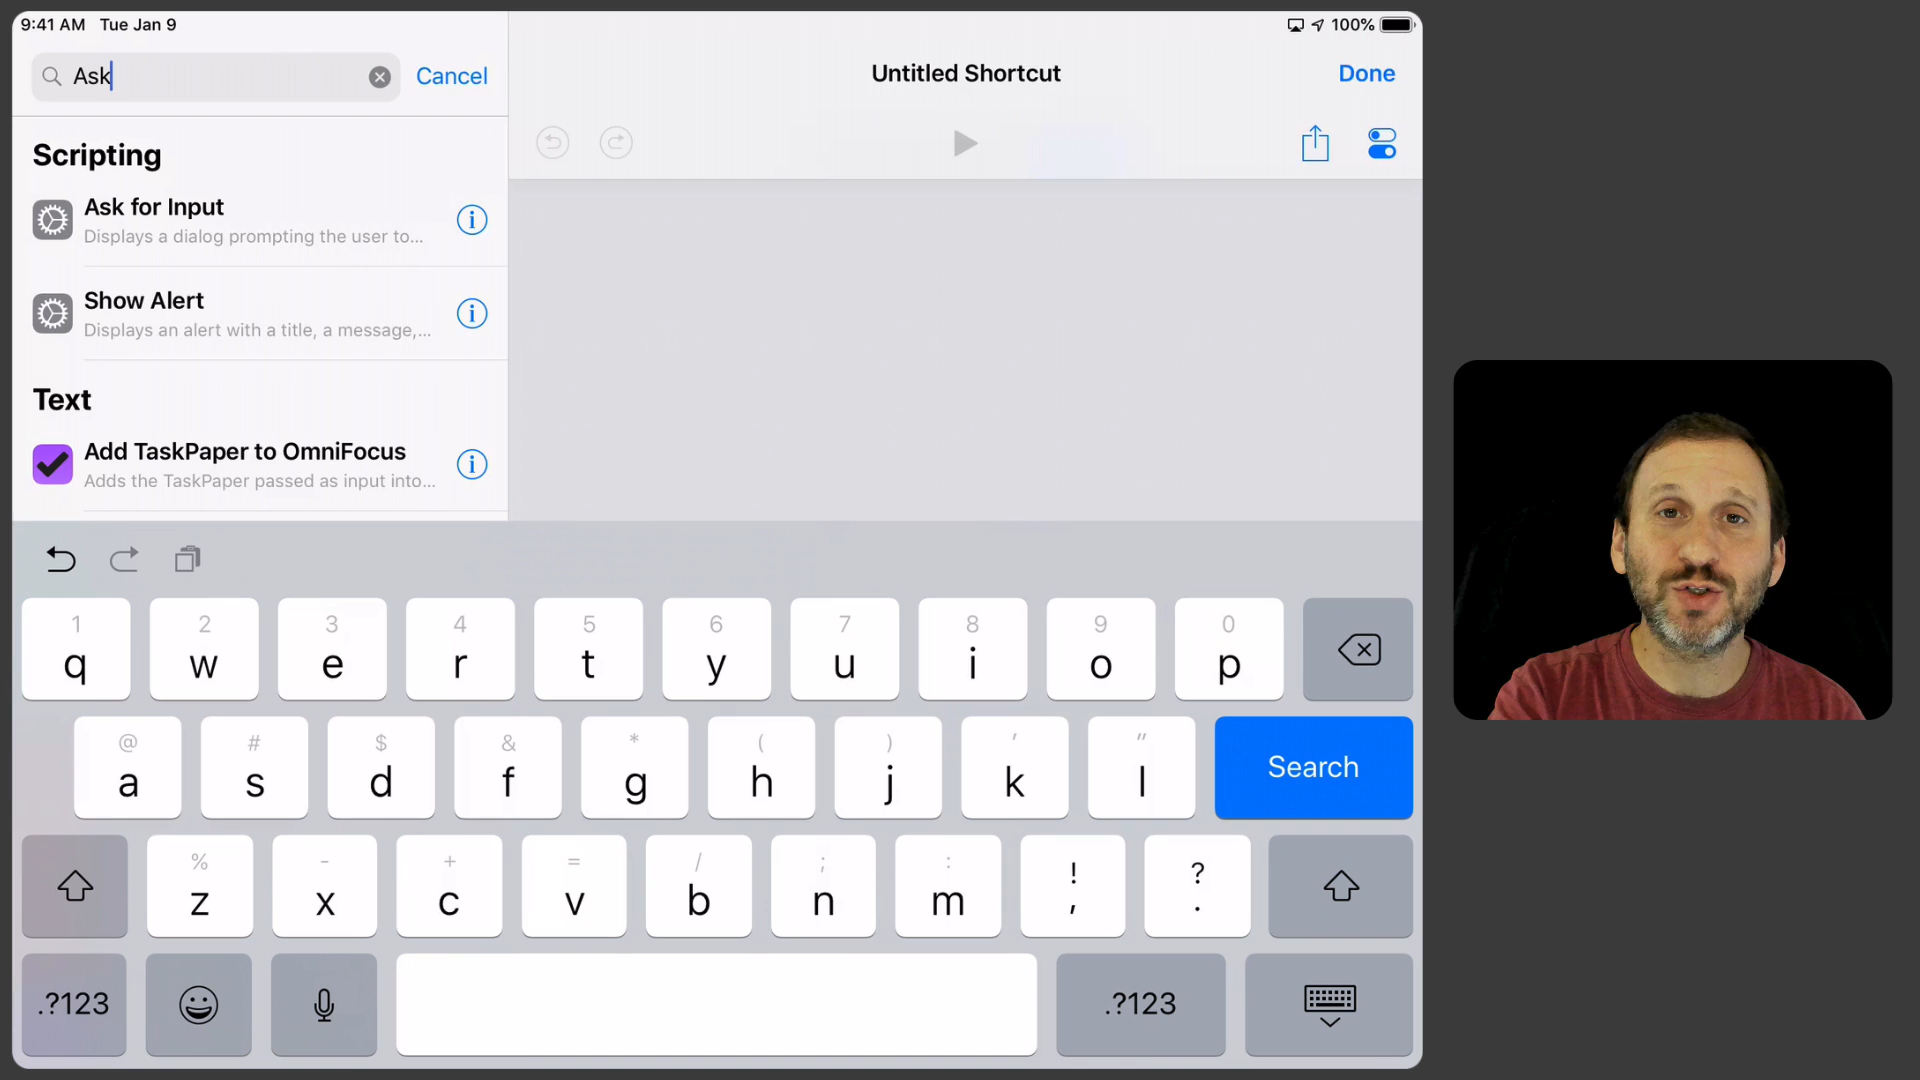 9:41 AM Tue Jan 9
100%
Ask
Cancel
Untitled Shortcut
Done
Scripting
Ask for Input
Displays a dialog prompting the user to...
Show Alert
Displays an alert with a title, a message,...
Text
Add TaskPaper to OmniFocus
Adds the TaskPaper passed as input into...
1 2 3 4 5 6 7 8 9 0
q w e r t y u i o p
@ # $ & * ( ) ' "
a s d f g h j k l
Search
% - + = / ; : ! ?
z x c v b n m , .
.?123
.?123